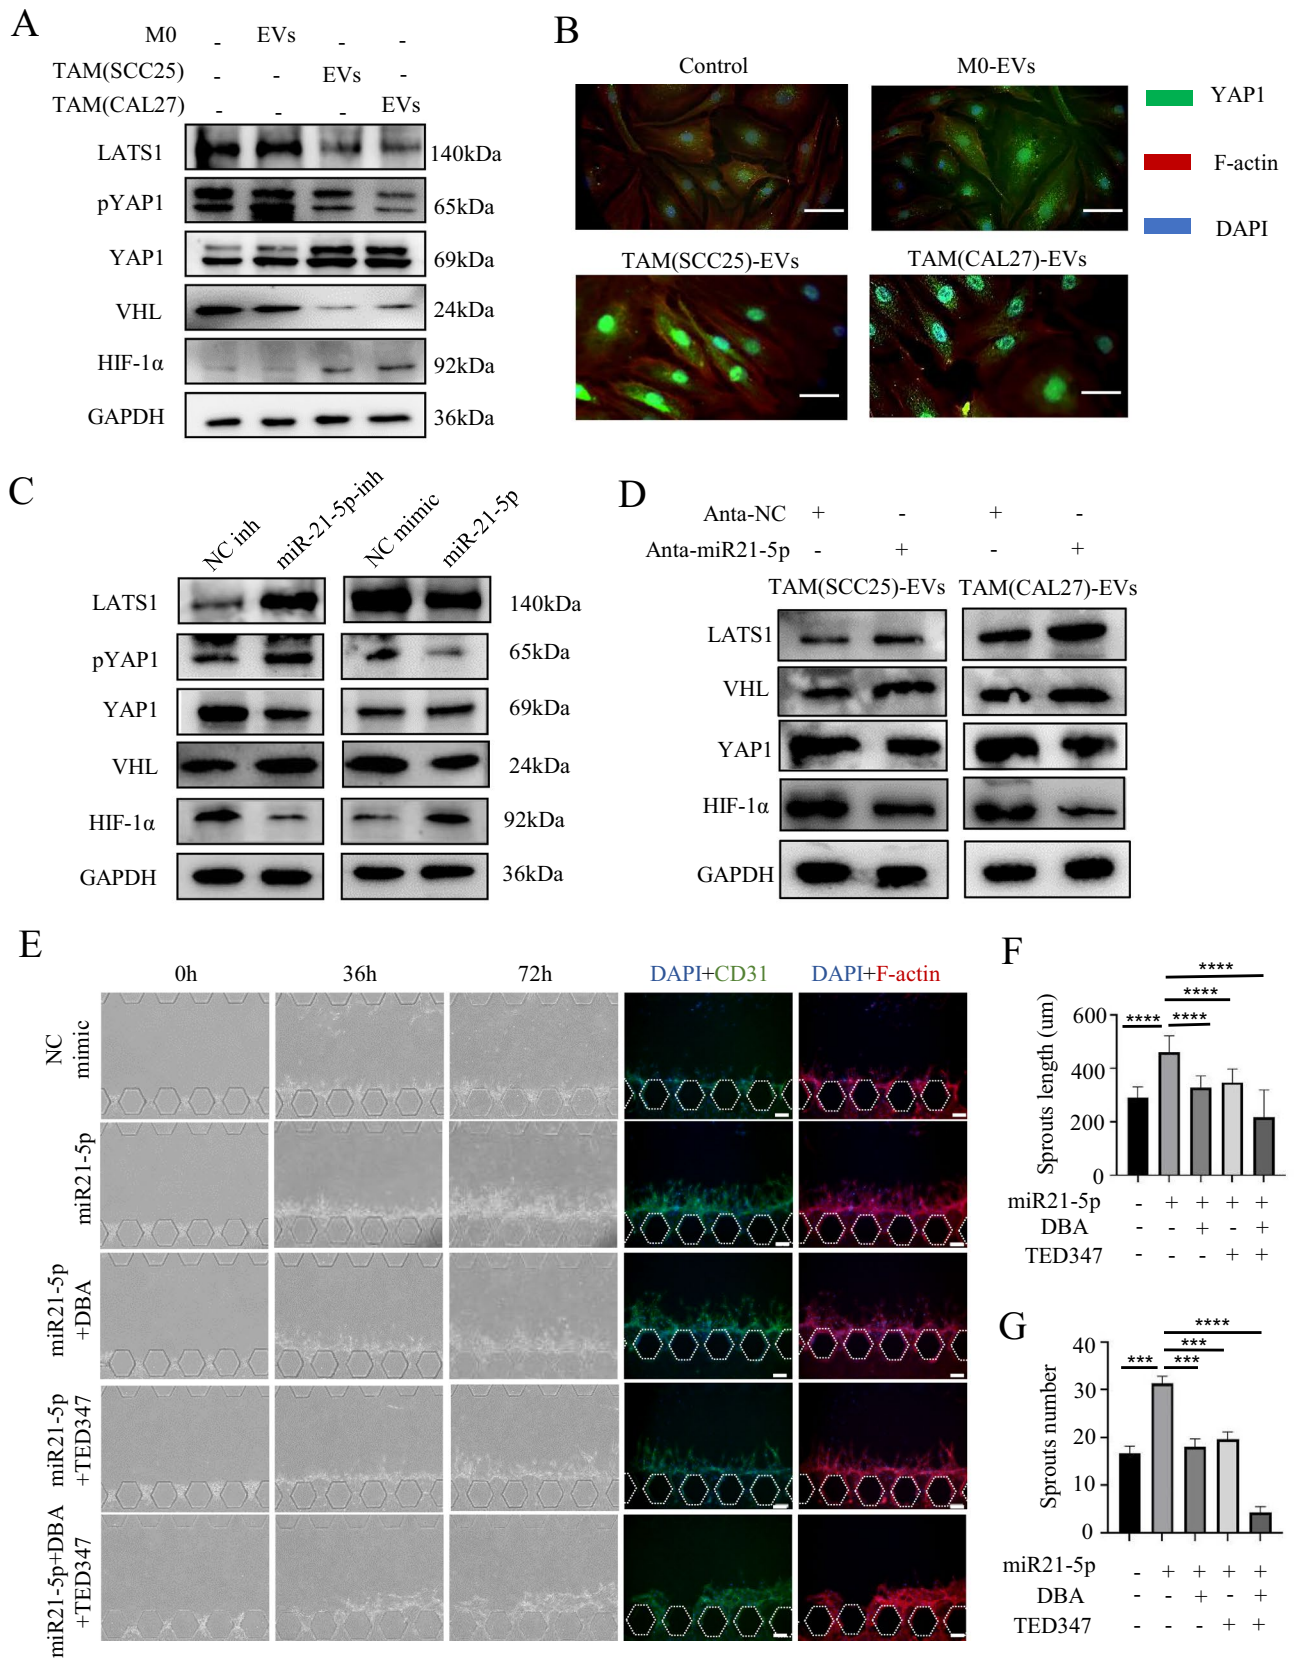 A
M0 - EVs - -
TAM(SCC25) - - EVs -
TAM(CAL27) - - - EVs
LATS1 140kDa
pYAP1 65kDa
YAP1 69kDa
VHL 24kDa
HIF-1α 92kDa
GAPDH 36kDa
B
Control M0-EVs
YAP1
F-actin
DAPI
TAM(SCC25)-EVs TAM(CAL27)-EVs
C
NC inh miR-21-5p-inh NC mimic miR-21-5p
LATS1 140kDa
pYAP1 65kDa
YAP1 69kDa
VHL 24kDa
HIF-1α 92kDa
GAPDH 36kDa
D
Anta-NC + - + -
Anta-miR21-5p - + - +
TAM(SCC25)-EVs TAM(CAL27)-EVs
LATS1
VHL
YAP1
HIF-1α
GAPDH
E
0h 36h 72h DAPI+CD31 DAPI+F-actin
NC
mimic
miR21-5p
miR21-5p
+DBA
miR21-5p
+TED347
miR21-5p+DBA
+TED347
F
****
****
**** ****
Sprouts length (um)
600
400
200
0
miR21-5p - + + + +
DBA - - + - +
TED347 - - - + +
G
****
***
*** ***
Sprouts number
40
30
20
10
0
miR21-5p - + + + +
DBA - - + - +
TED347 - - - + +